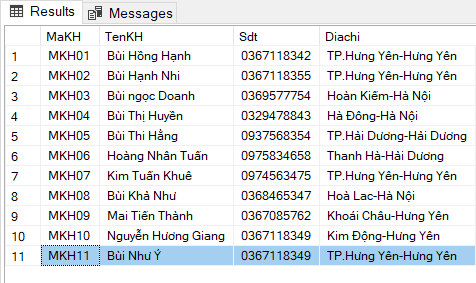 Results Messages
MaKH TenKH Sdt Diachi
1 MKH01 Bùi Hồng Hạnh 0367118342 TP.Hưng Yên-Hưng Yên
2 MKH02 Bùi Hạnh Nhi 0367118355 TP.Hưng Yên-Hưng Yên
3 MKH03 Bùi ngọc Doanh 0369577754 Hoàn Kiếm-Hà Nội
4 MKH04 Bùi Thị Huyền 0329478843 Hà Đông-Hà Nội
5 MKH05 Bùi Thi Hằng 0937568354 TP.Hải Dương-Hải Dương
6 MKH06 Hoàng Nhân Tuấn 0975834658 Thanh Hà-Hải Dương
7 MKH07 Kim Tuấn Khuê 0974563475 TP.Hưng Yên-Hưng Yên
8 MKH08 Bùi Khả Như 0368465347 Hoà Lac-Hà Nội
9 MKH09 Mai Tiến Thành 0367085762 Khoái Châu-Hưng Yên
10 MKH10 Nguyễn Hương Giang 0367118349 Kim Động-Hưng Yên
11 MKH11 Bùi Như Ý 0367118349 TP.Hưng Yên-Hưng Yên